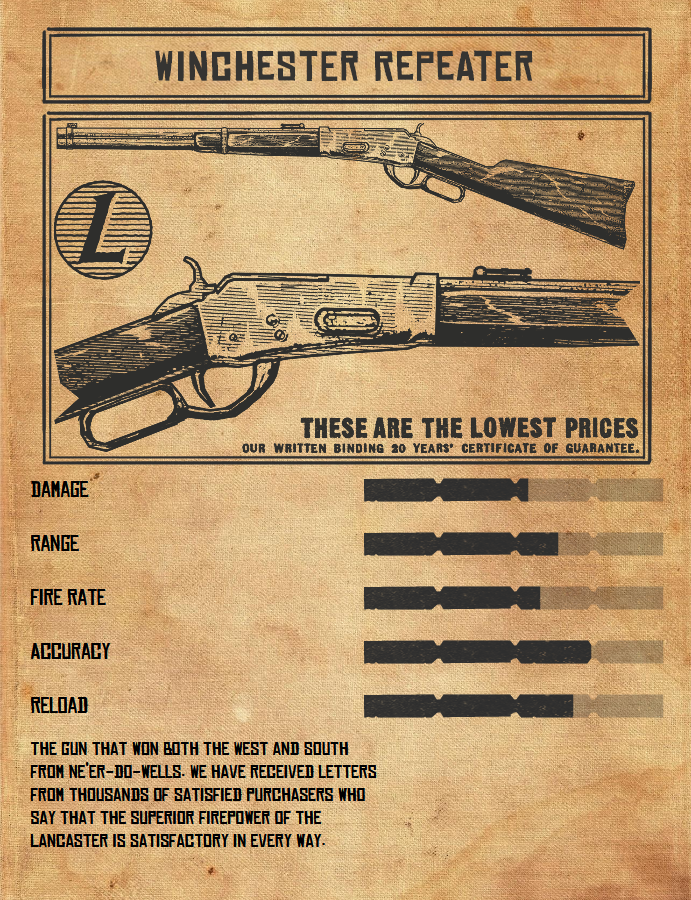 WINCHESTER REPEATER
L
THESE ARE THE LOWEST PRICES
OUR WRITTEN BINDING 20 YEARS' CERTIFICATE OF GUARANTEE.
DAMAGE
RANGE
FIRE RATE
ACCURACY
RELOAD
THE GUN THAT WON BOTH THE WEST AND SOUTH
FROM NE'ER-DO-WELLS. WE HAVE RECEIVED LETTERS
FROM THOUSANDS OF SATISFIED PURCHASERS WHO
SAY THAT THE SUPERIOR FIREPOWER OF THE
LANCASTER IS SATISFACTORY IN EVERY WAY.